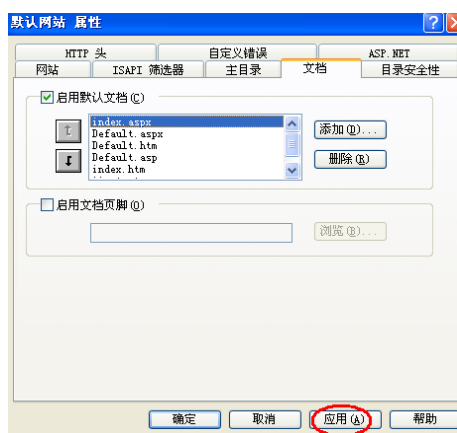 默认网站 属性
HTTP 头 自定义错误 ASP.NET
网站 ISAPI 筛选器 主目录 文档 目录安全性
启用默认文档(C)
index.aspx
Default.aspx
Default.htm
Default.asp
index.htm
添加(D)...
删除(R)
启用文档页脚(O)
浏览(B)...
确定 取消 应用(A) 帮助